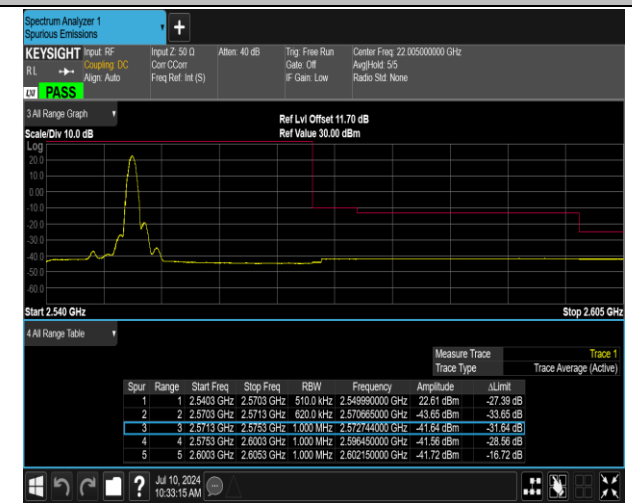 Spectrum Analyzer 1
Spurious Emissions
+
KEYSIGHT Input: RF Input Z: 50 Ω Atten: 40 dB Trig: Free Run Center Freq: 22.005000000 GHz
RL Coupling: DC Corr CCorr Gate: Off Avg|Hold: 5/5
Align: Auto Freq Ref: Int (S) IF Gain: Low Radio Std: None
LXI PASS
3 All Range Graph
Ref Lvl Offset 11.70 dB
Scale/Div 10.0 dB Ref Value 30.00 dBm
Log
20.0
10.0
0.00
-10.0
-20.0
-30.0
-40.0
-50.0
-60.0
Start 2.540 GHz Stop 2.605 GHz
4 All Range Table
Measure Trace Trace 1
Trace Type Trace Average (Active)
Spur Range Start Freq Stop Freq RBW Frequency Amplitude ΔLimit
1 1 2.5403 GHz 2.5703 GHz 510.0 kHz 2.549990000 GHz 22.61 dBm -27.39 dB
2 2 2.5703 GHz 2.5713 GHz 620.0 kHz 2.570665000 GHz -43.65 dBm -33.65 dB
3 3 2.5713 GHz 2.5753 GHz 1.000 MHz 2.572744000 GHz -41.64 dBm -31.64 dB
4 4 2.5753 GHz 2.6003 GHz 1.000 MHz 2.596450000 GHz -41.56 dBm -28.56 dB
5 5 2.6003 GHz 2.6053 GHz 1.000 MHz 2.602150000 GHz -41.72 dBm -16.72 dB
? Jul 10, 2024
10:33:15 AM